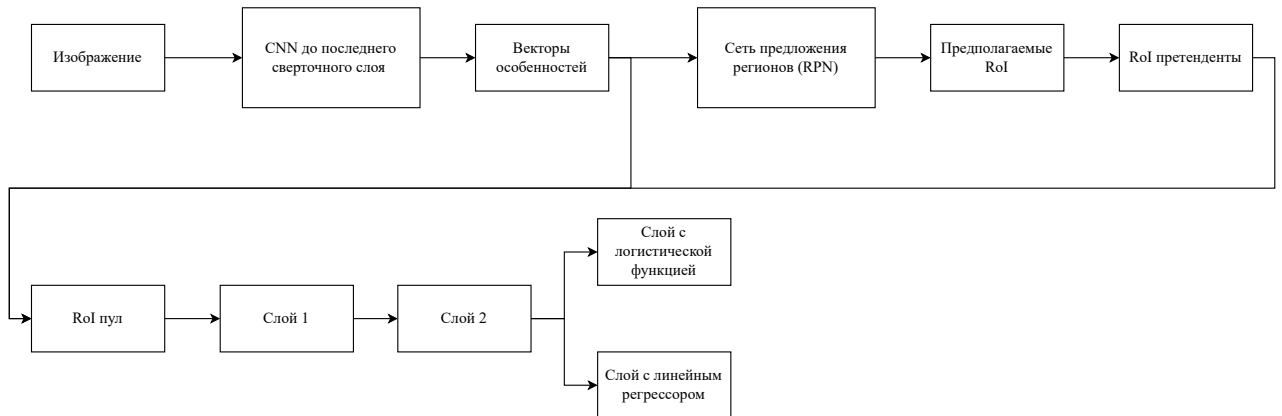 Изображение
CNN до последнего
сверточного слоя
Векторы
особенностей
Сеть предложения
регионов (RPN)
Предполагаемые
RoI
RoI претенденты
RoI пул
Слой 1
Слой 2
Слой с
логистической
функцией
Слой с линейным
регрессором